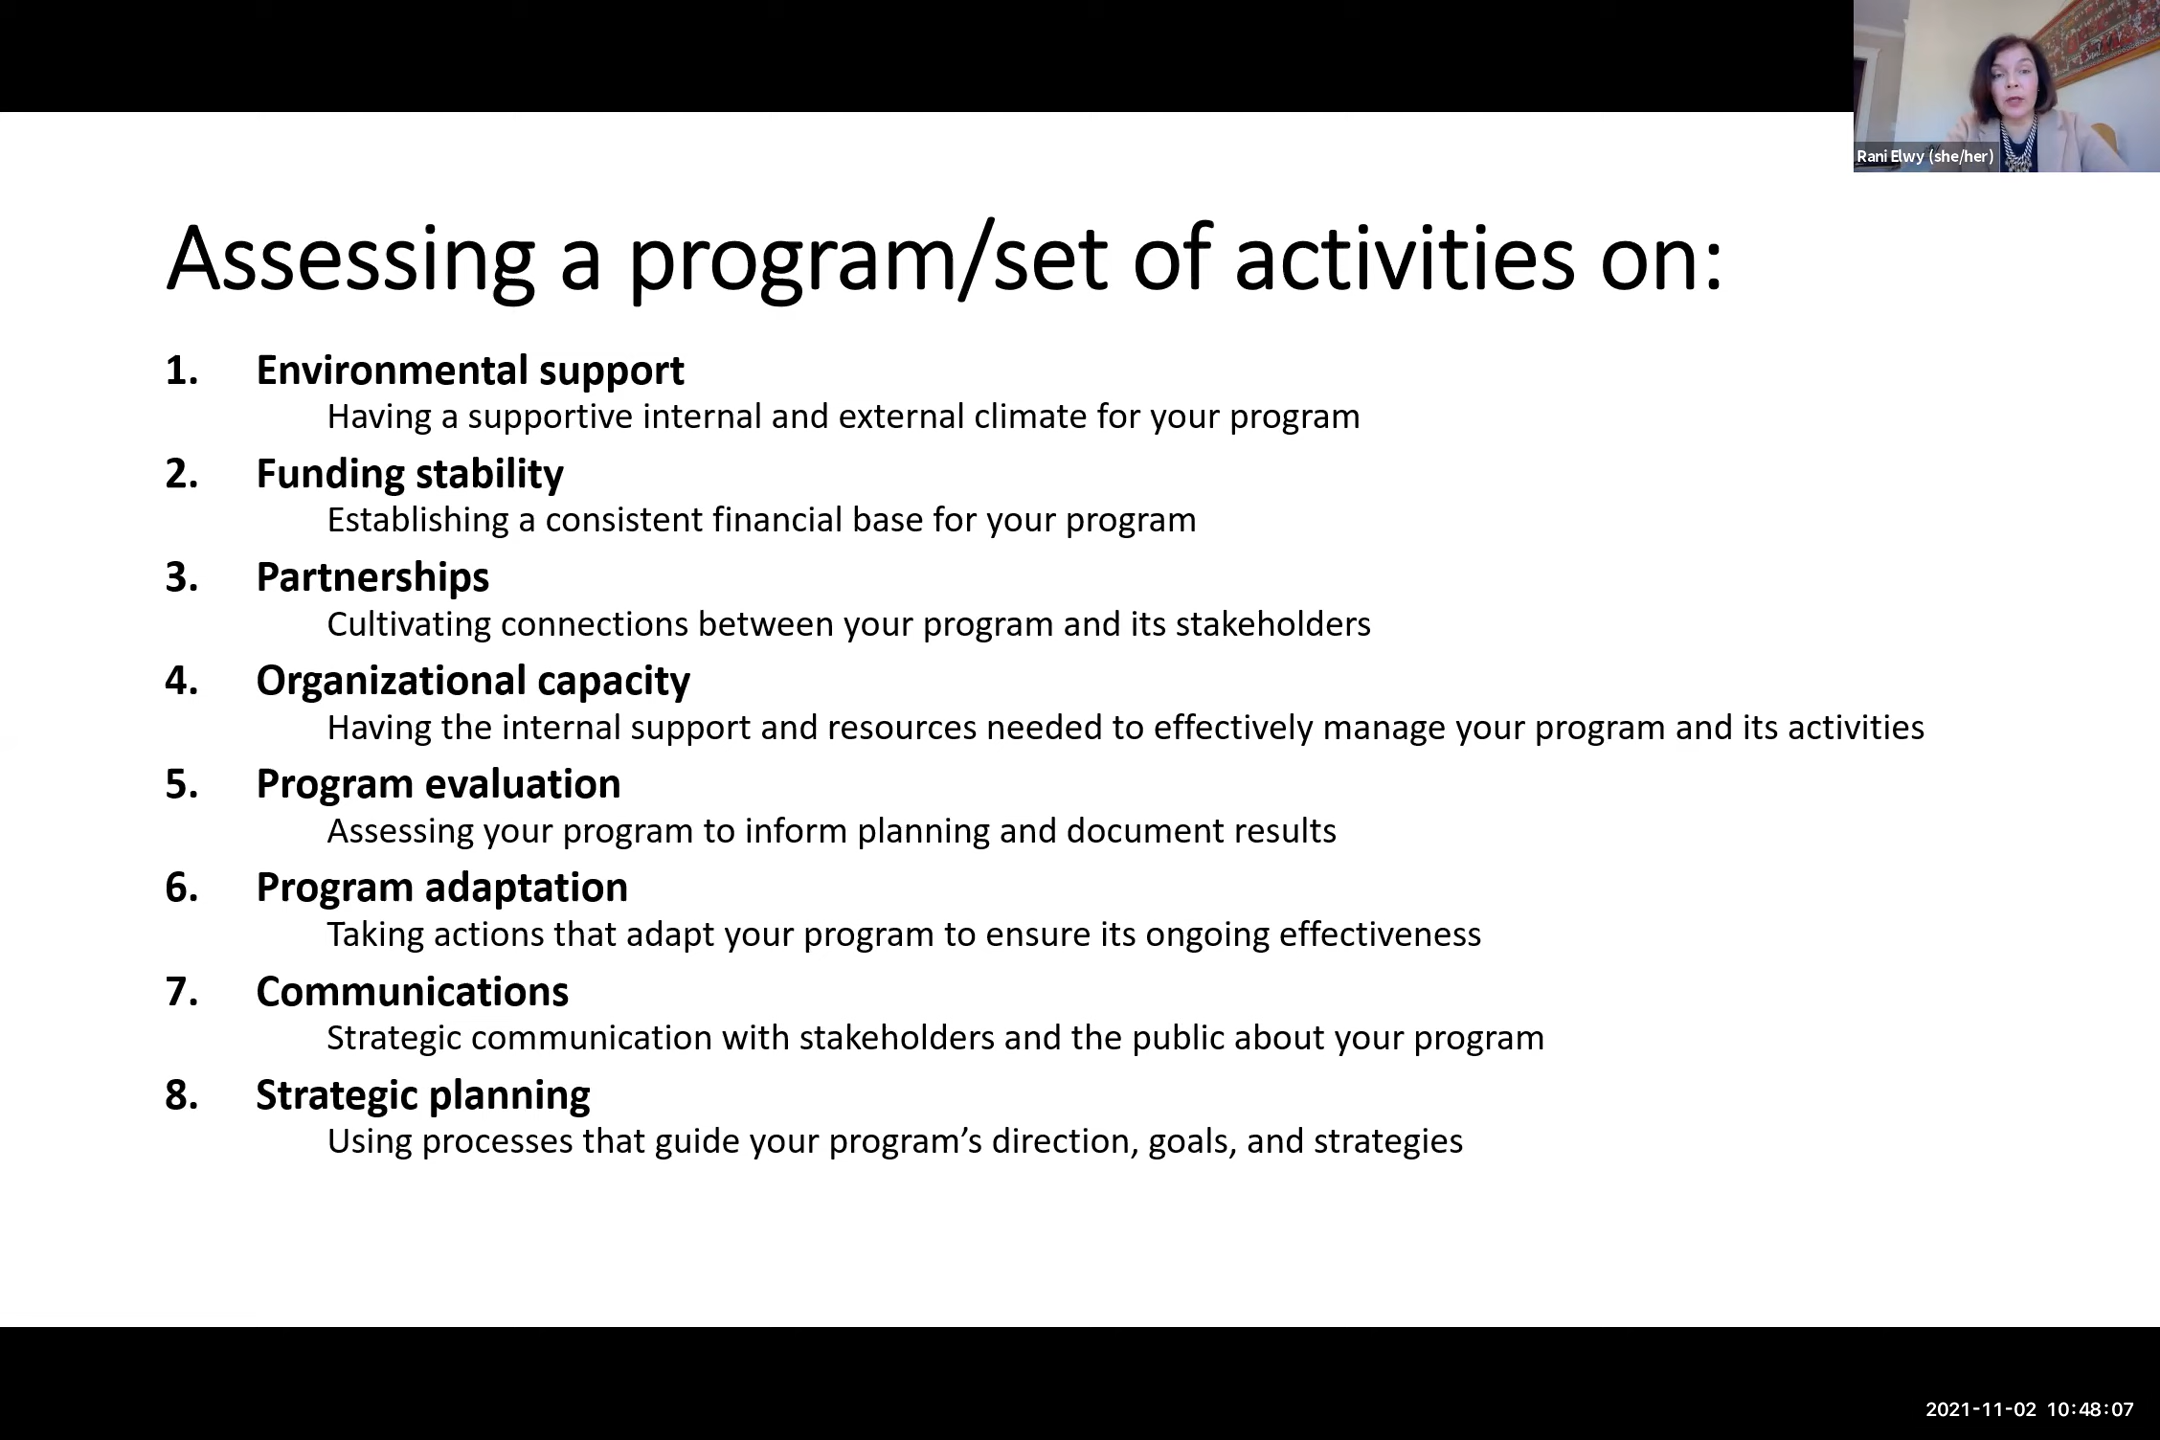 Rani Elwy (she/her)
Assessing a program/set of activities on:
1. Environmental support
Having a supportive internal and external climate for your program
2. Funding stability
Establishing a consistent financial base for your program
3. Partnerships
Cultivating connections between your program and its stakeholders
4. Organizational capacity
Having the internal support and resources needed to effectively manage your program and its activities
5. Program evaluation
Assessing your program to inform planning and document results
6. Program adaptation
Taking actions that adapt your program to ensure its ongoing effectiveness
7. Communications
Strategic communication with stakeholders and the public about your program
8. Strategic planning
Using processes that guide your program’s direction, goals, and strategies
2021-11-02 10:48:07